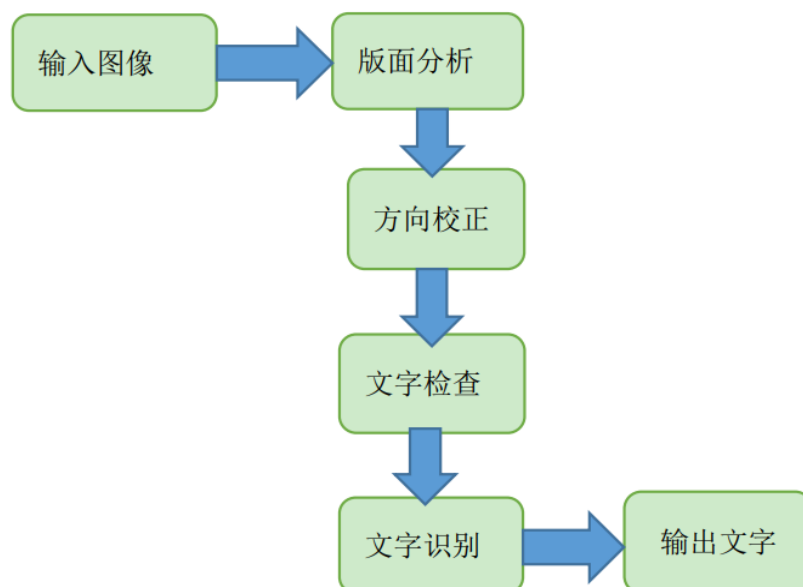 输入图像
版面分析
方向校正
文字检查
文字识别
输出文字